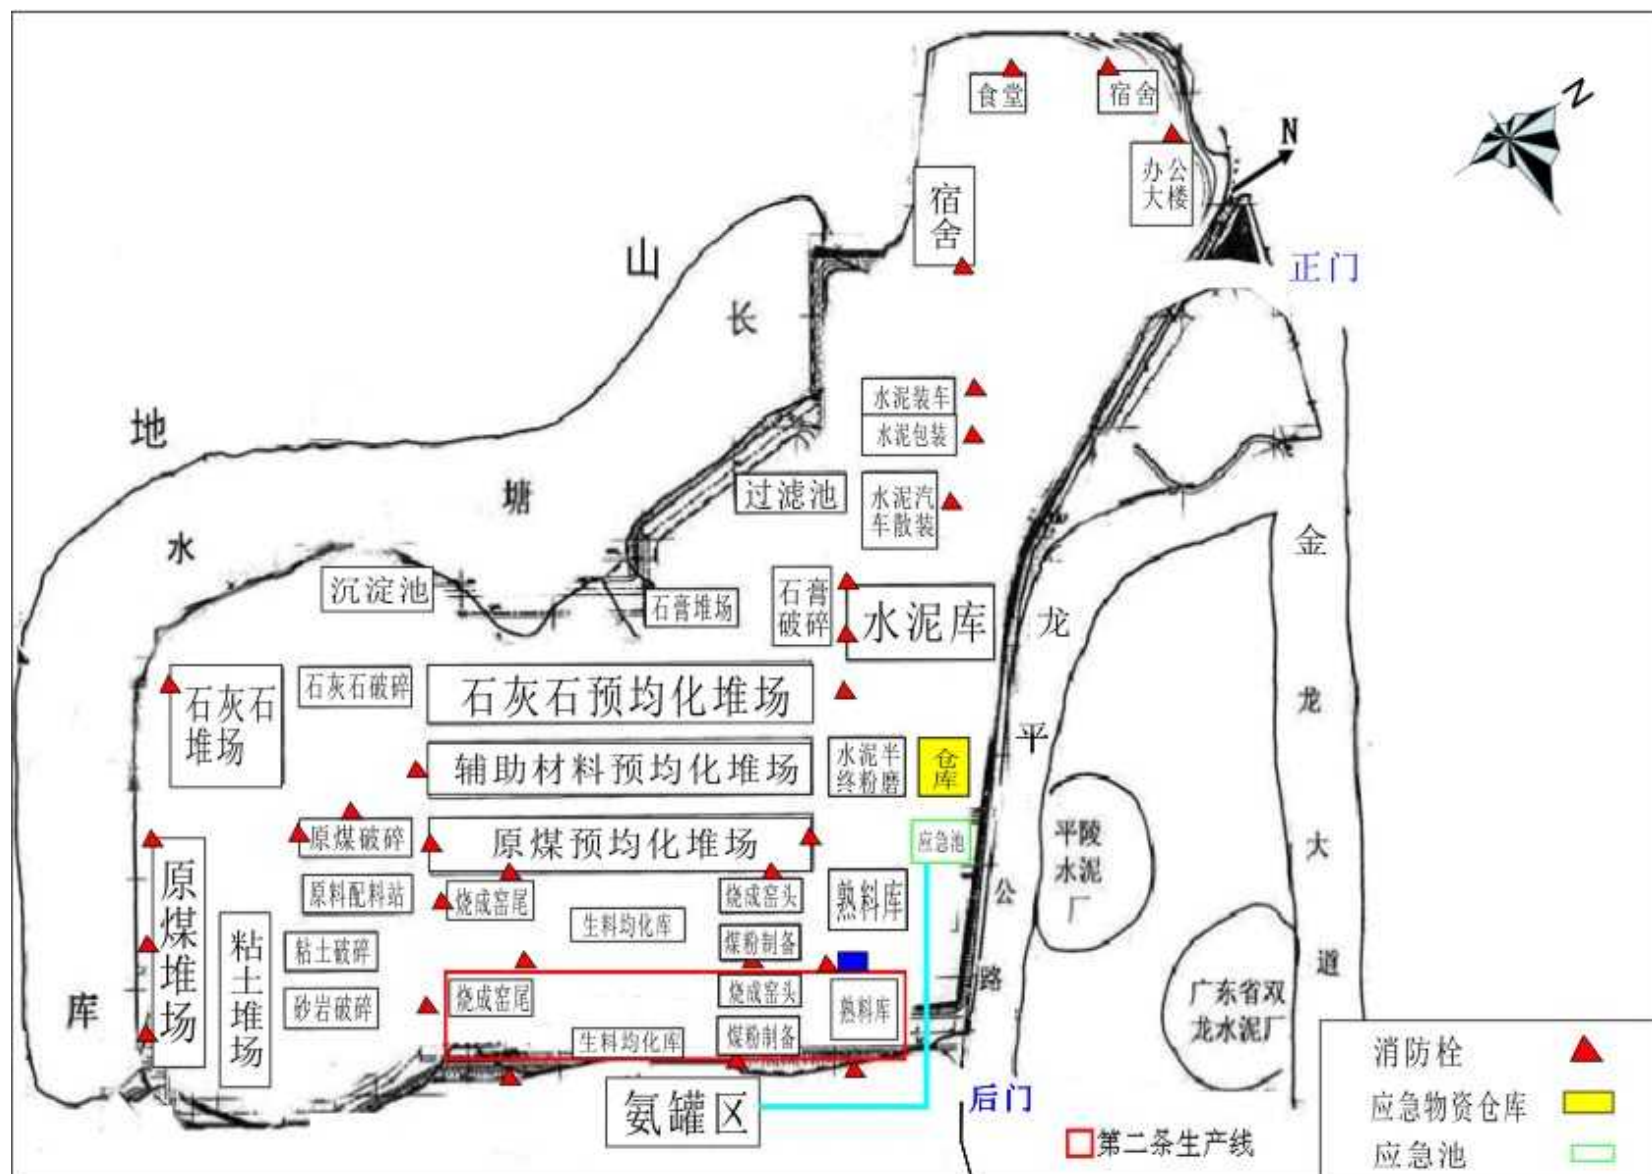 食堂
宿舍
Z
N
办公
大楼
宿
舍
正门
山
长
地
塘
水
库
水泥装车
水泥包装
过滤池
水泥汽
车散装
金
龙
大
道
沉淀池
石膏堆场
石膏
破碎
水泥库
龙
平
公
路
石灰石
堆场
石灰石破碎
石灰石预均化堆场
辅助材料预均化堆场
水泥半
终粉磨
仓
库
原煤破碎
原煤预均化堆场
应急池
平陵
水泥
厂
原煤堆场
原料配料站
烧成窑尾
烧成窑头
熟料库
生料均化库
粘土堆场
粘土破碎
煤粉制备
砂岩破碎
烧成窑尾
烧成窑头
熟料库
生料均化库
煤粉制备
广东省双
龙水泥厂
氨罐区
后门
第二条生产线
消防栓
应急物资仓库
应急池